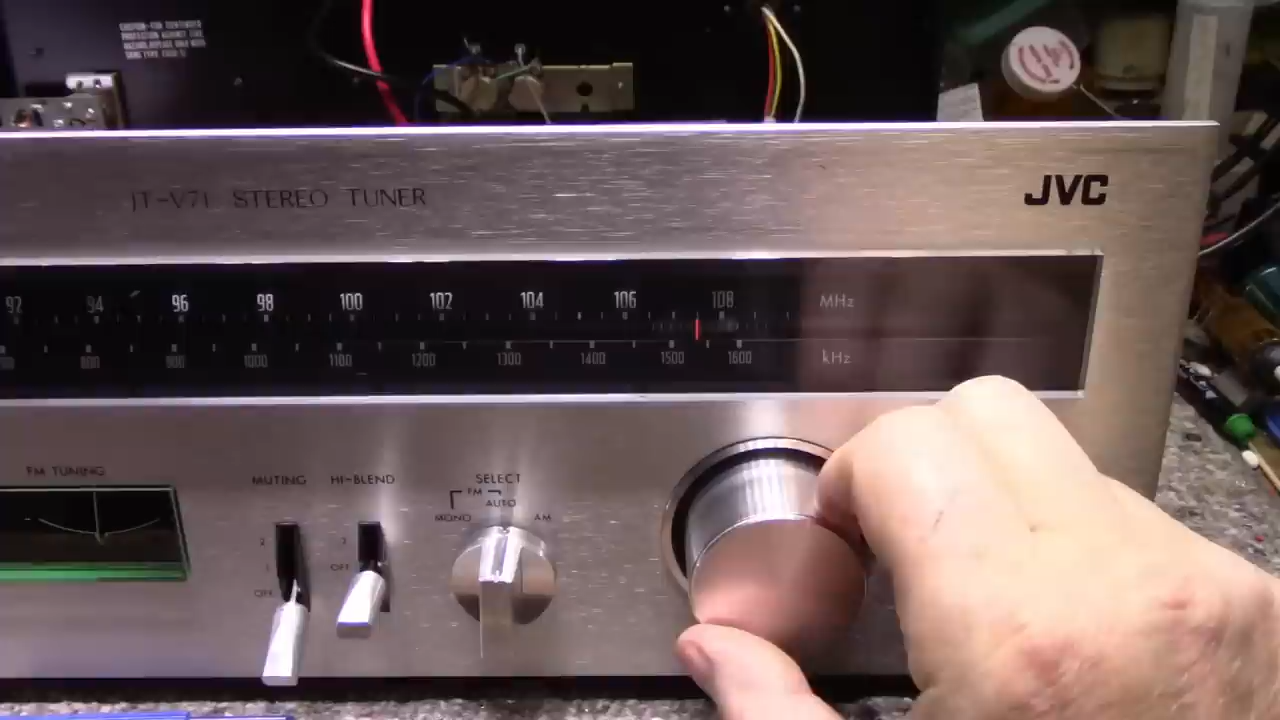 JT-V71 STEREO TUNER
JVC
92 94 96 98 100 102 104 106 108 MHz
800 900 1000 1100 1200 1300 1400 1500 1600 kHz
FM TUNING
MUTING
HI-BLEND
SELECT
FM
AUTO
MONO
AM
2
1
OFF
OFF